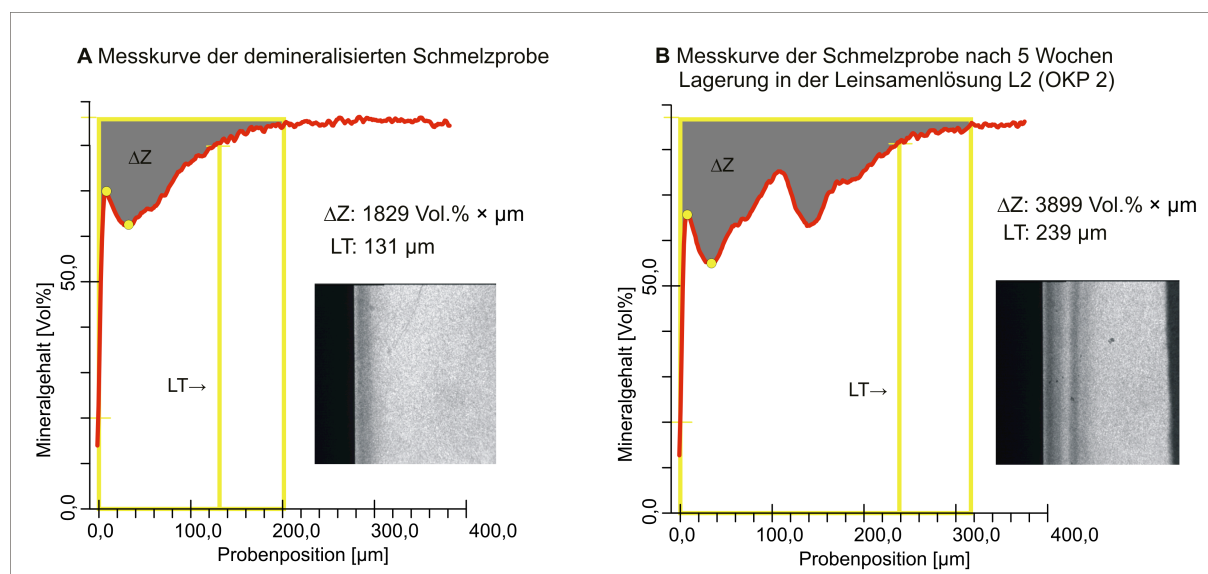 A Messkurve der demineralisierten Schmelzprobe
ΔZ
ΔZ: 1829 Vol.% × µm
LT: 131 µm
LT→
Mineralgehalt [Vol%]
50,0
0,0
0,0 100,0 200,0 300,0 400,0
Probenposition [µm]
B Messkurve der Schmelzprobe nach 5 Wochen
Lagerung in der Leinsamenlösung L2 (OKP 2)
ΔZ
ΔZ: 3899 Vol.% × µm
LT: 239 µm
LT→
Mineralgehalt [Vol%]
50,0
0,0
0,0 100,0 200,0 300,0 400,0
Probenposition [µm]